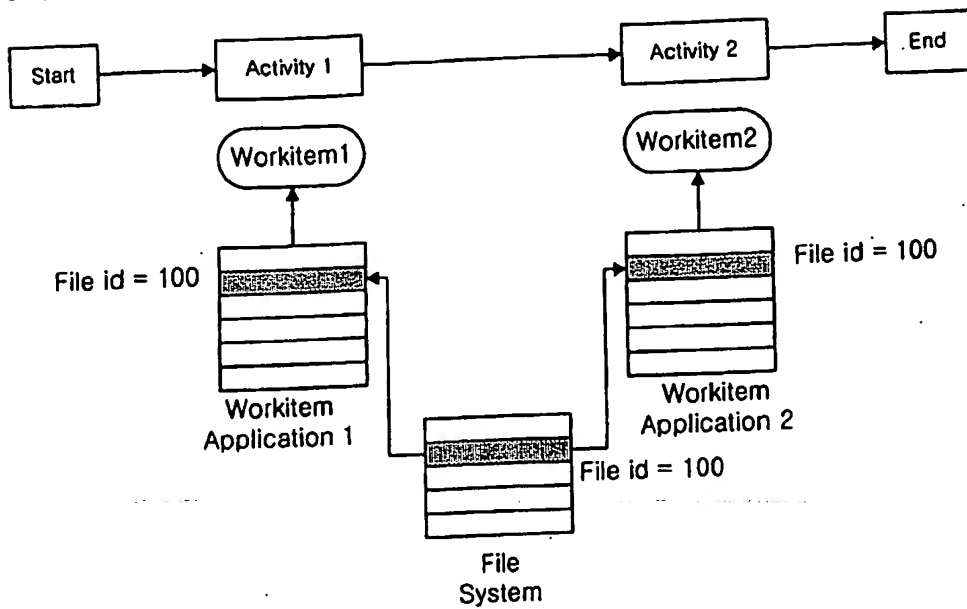 Start
Activity 1
Activity 2
End
Workitem1
Workitem2
File id = 100
File id = 100
Workitem
Application 1
Workitem
Application 2
File id = 100
File
System